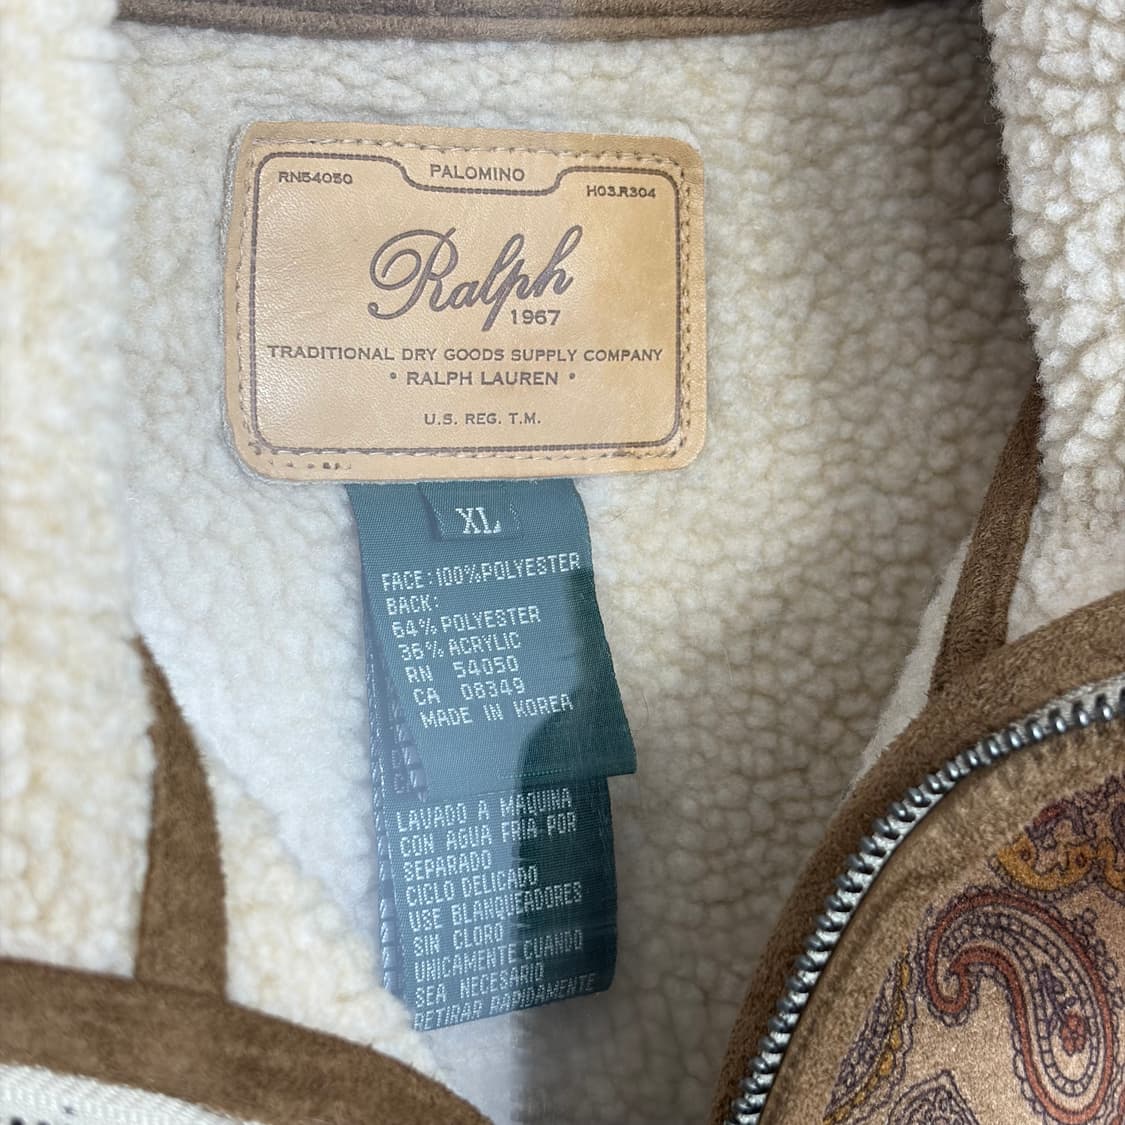 RN54050
PALOMINO
H03.R304
Ralph
1967
TRADITIONAL DRY GOODS SUPPLY COMPANY
• RALPH LAUREN •
U.S. REG. T.M.
XL
FACE:100%POLYESTER
BACK:
64% POLYESTER
36% ACRYLIC
RN 54050
CA 08349
MADE IN KOREA
LAVADO A MAQUINA
CON AGUA FRIA POR
SEPARADO
CICLO DELICADO
USE BLANQUEADORES
SIN CLORO
UNICAMENTE CUANDO
SEA NECESARIO
RETIRAR RAPIDAMENTE